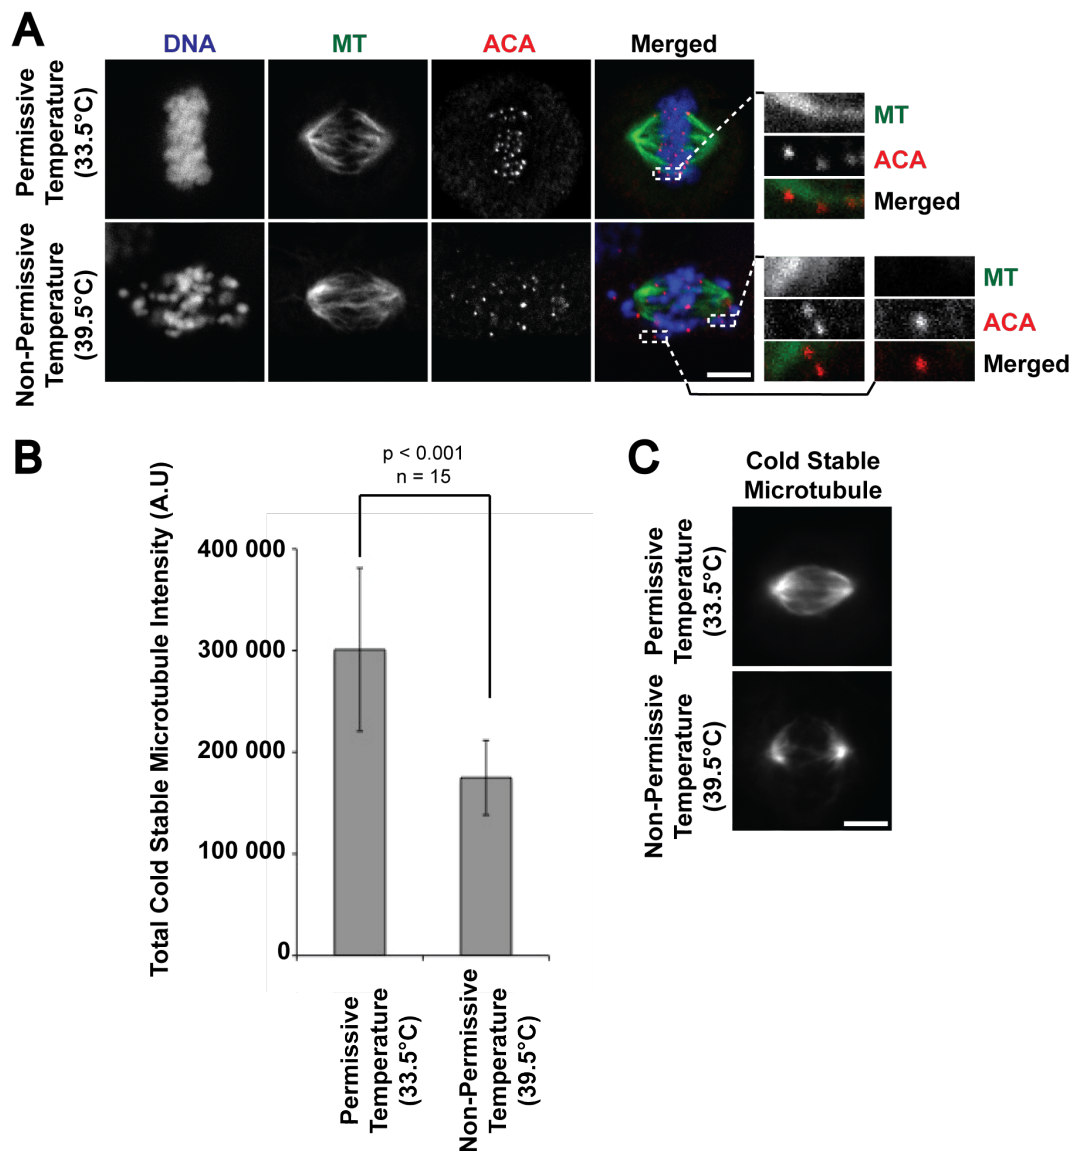 A
DNA
MT
ACA
Merged
Permissive
Temperature
(33.5°C)
MT
ACA
Merged
Non-Permissive
Temperature
(39.5°C)
MT
ACA
Merged
B
p < 0.001
n = 15
Total Cold Stable Microtubule Intensity (A.U)
400 000
300 000
200 000
100 000
0
Permissive
Temperature
(33.5°C)
Non-Permissive
Temperature
(39.5°C)
C
Cold Stable
Microtubule
Permissive
Temperature
(33.5°C)
Non-Permissive
Temperature
(39.5°C)